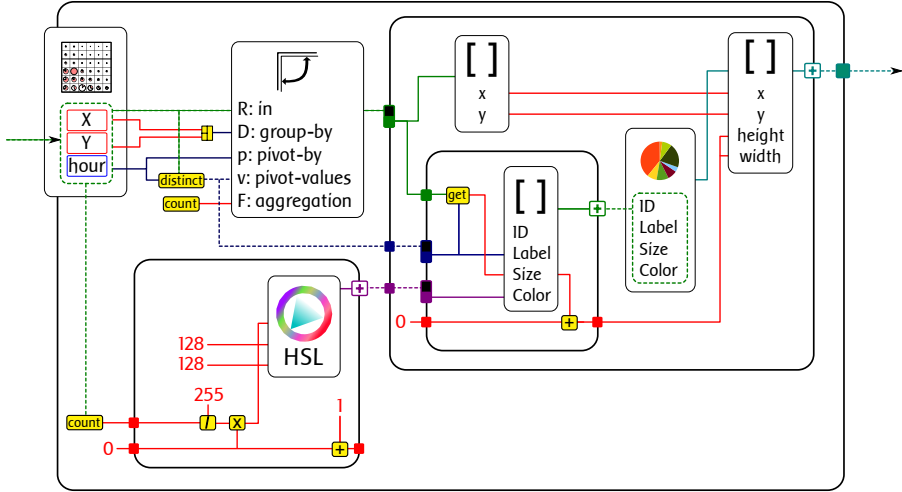 X
Y
hour
R: in
D: group-by
p: pivot-by
v: pivot-values
F: aggregation
distinct
count
[ ]
x
y
[ ]
x
y
height
width
get
[ ]
ID
Label
Size
Color
+
ID
Label
Size
Color
+
0
+
HSL
+
128
128
255
1
count
/
x
0
+